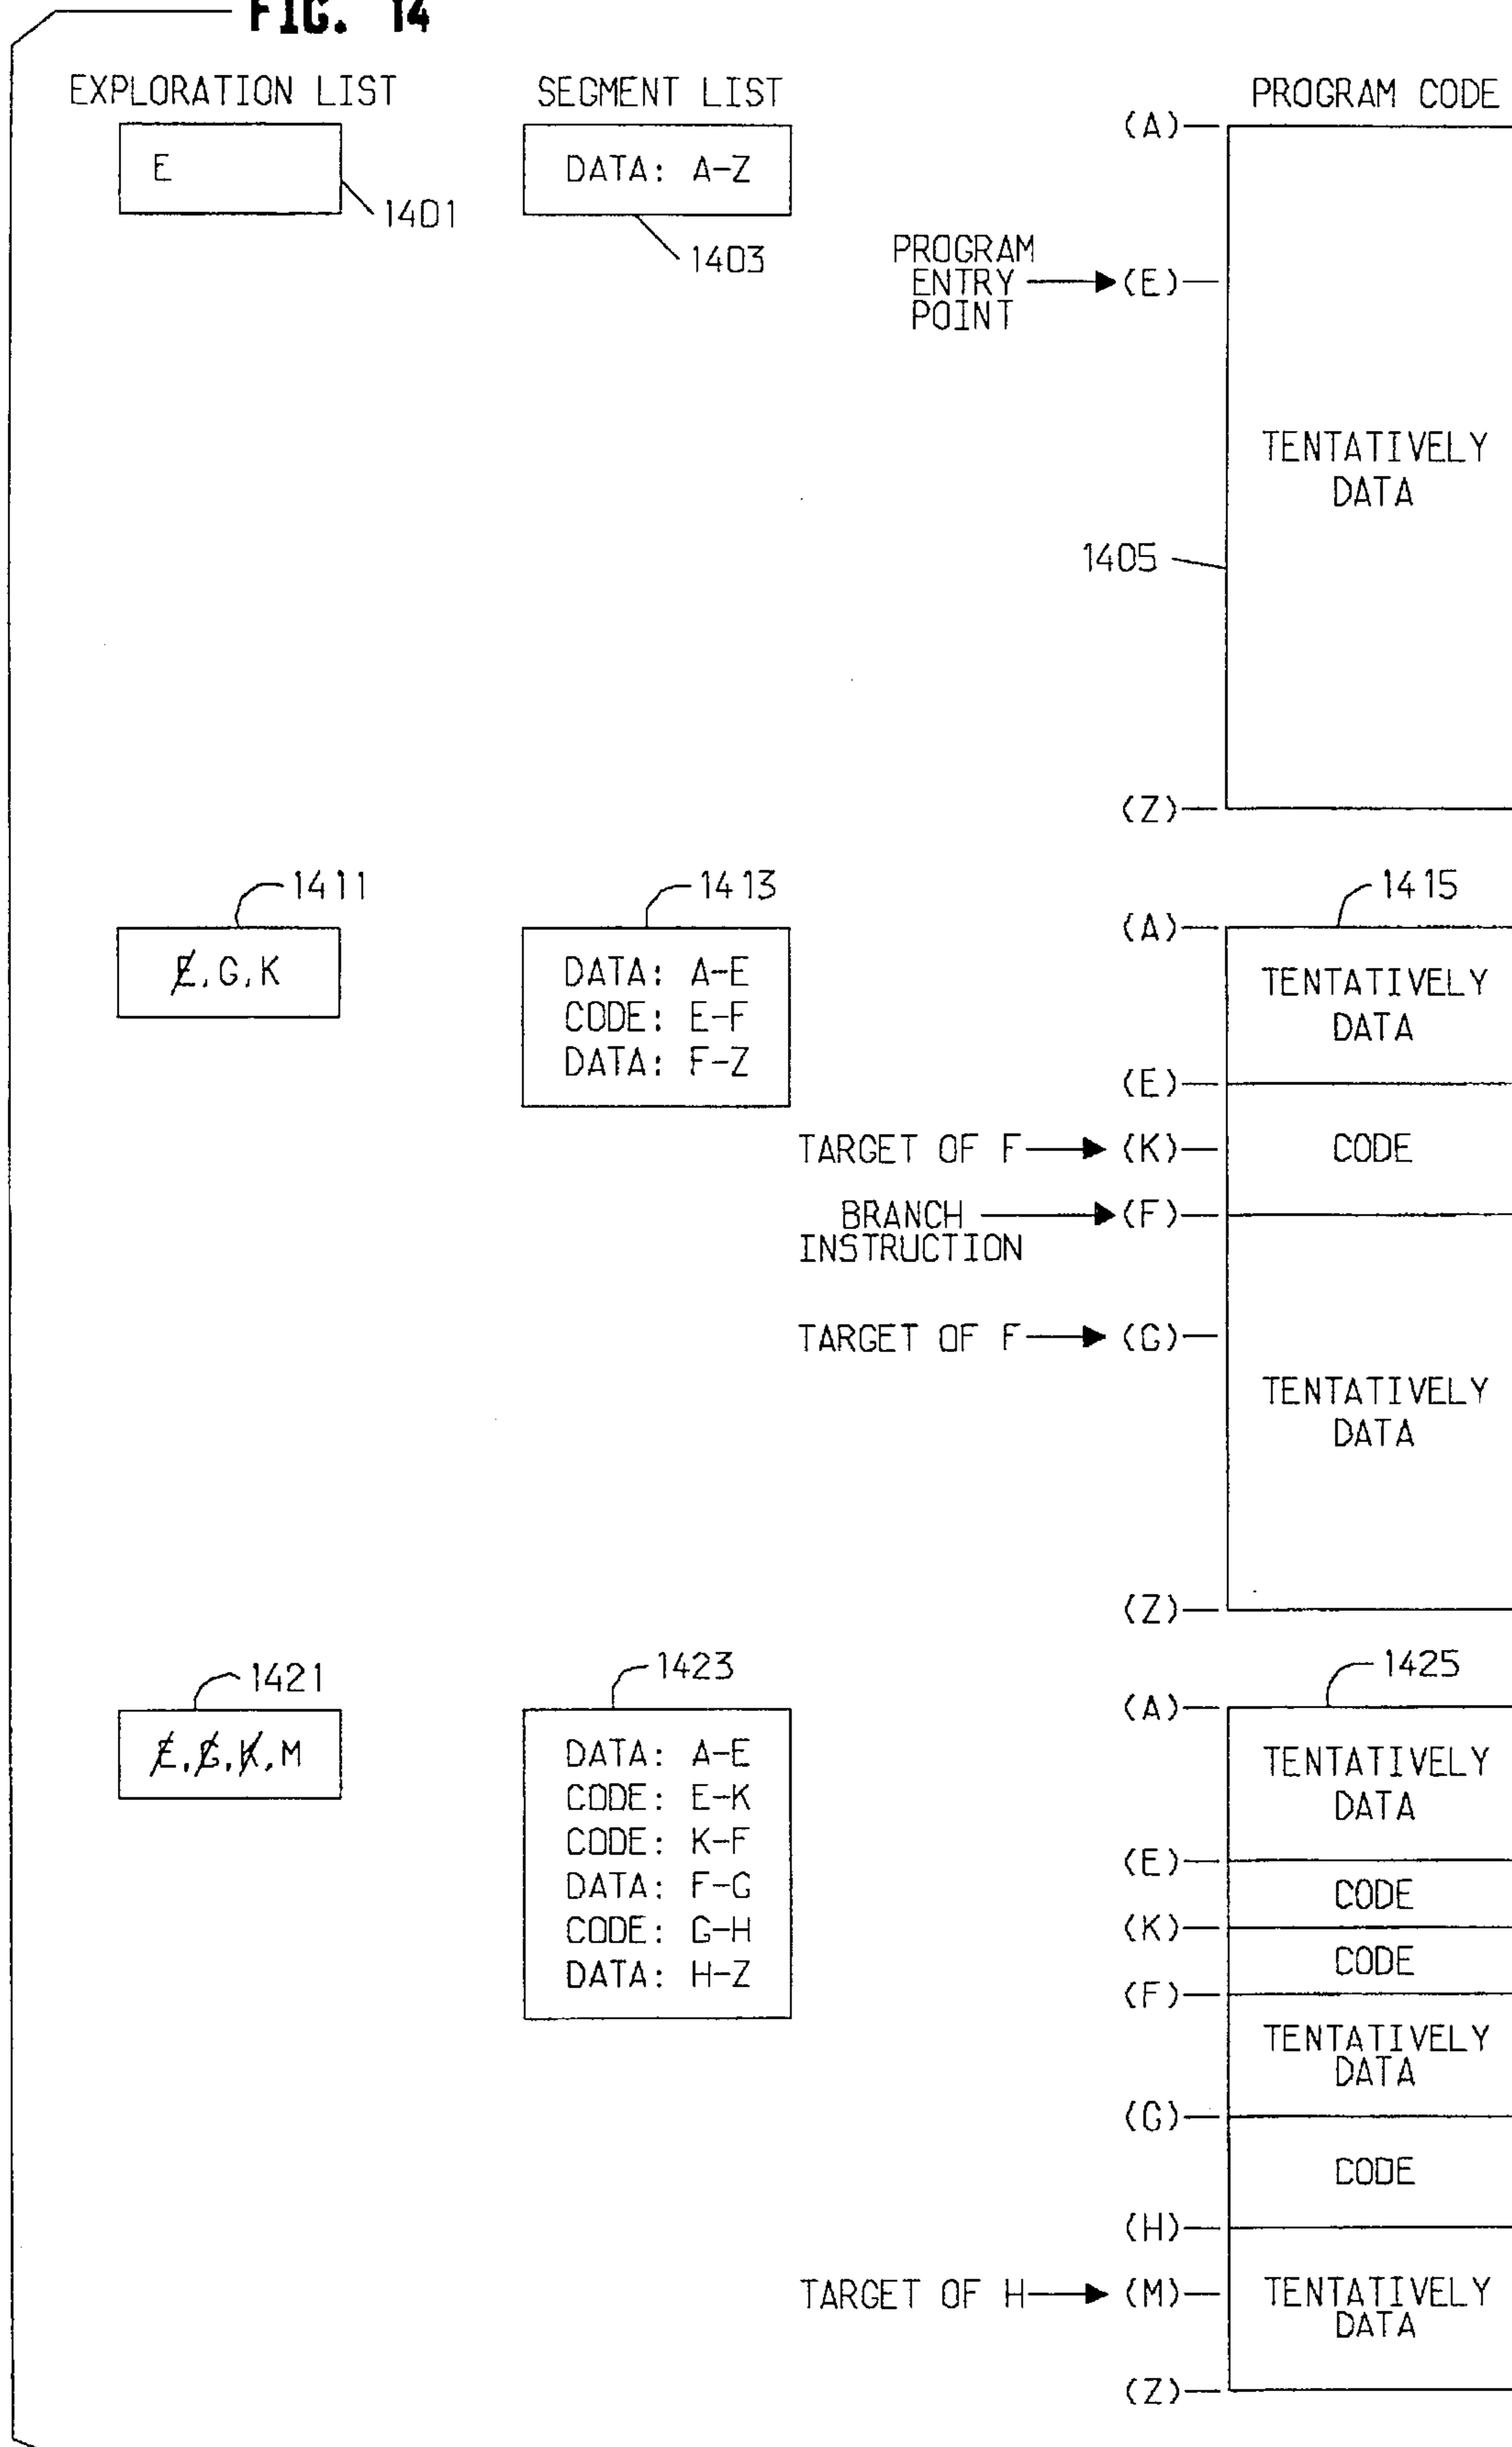 FIG. 14
EXPLORATION LIST
SEGMENT LIST
PROGRAM CODE
E
1401
DATA: A-Z
1403
(A)
PROGRAM
ENTRY
POINT
(E)
TENTATIVELY
DATA
1405
(Z)
1411
E,G,K
1413
DATA: A-E
CODE: E-F
DATA: F-Z
1415
(A)
TENTATIVELY
DATA
(E)
TARGET OF F
(K)
CODE
BRANCH
INSTRUCTION
(F)
TARGET OF F
(G)
TENTATIVELY
DATA
(Z)
1421
E,G,K,M
1423
DATA: A-E
CODE: E-K
CODE: K-F
DATA: F-G
CODE: G-H
DATA: H-Z
1425
(A)
TENTATIVELY
DATA
(E)
CODE
(K)
CODE
(F)
TENTATIVELY
DATA
(G)
CODE
(H)
TARGET OF H
(M)
TENTATIVELY
DATA
(Z)